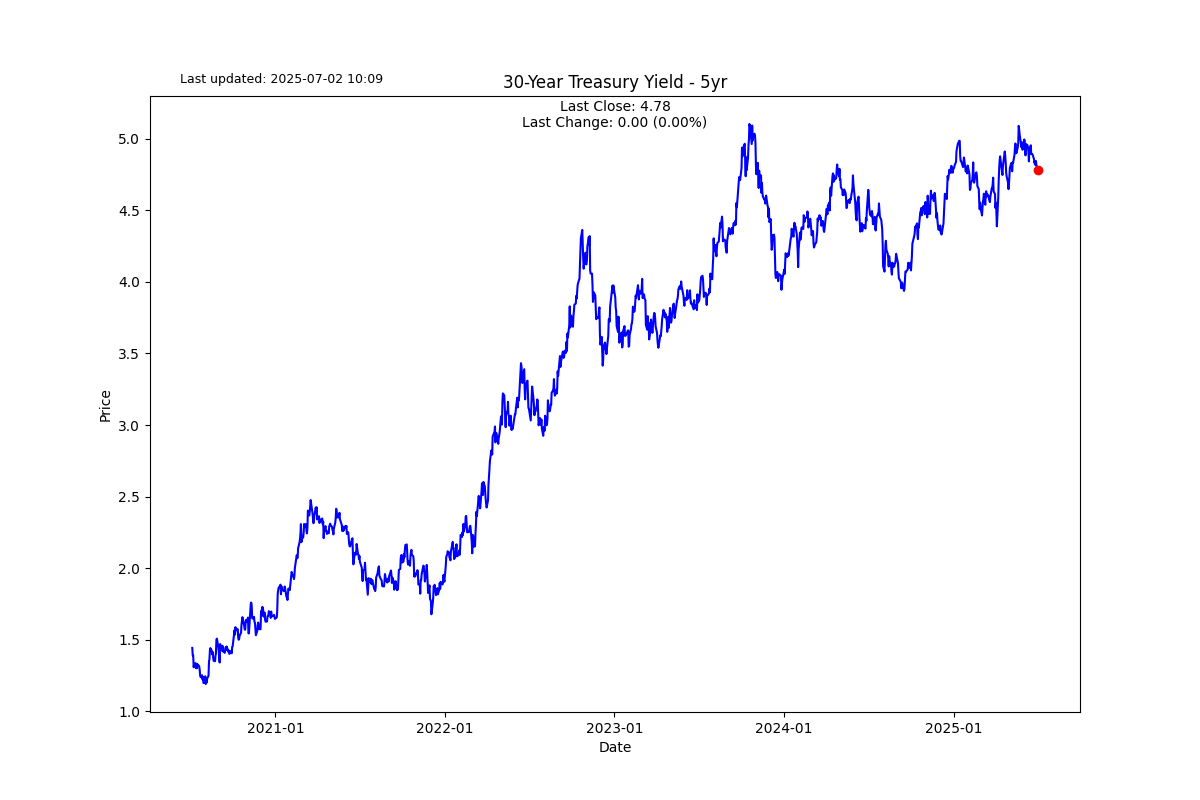 Last updated: 2025-07-02 10:09
30-Year Treasury Yield - 5yr
Last Close: 4.78
Last Change: 0.00 (0.00%)
5.0
4.5
4.0
3.5
3.0
2.5
2.0
1.5
1.0
Price
2021-01
2022-01
2023-01
2024-01
2025-01
Date